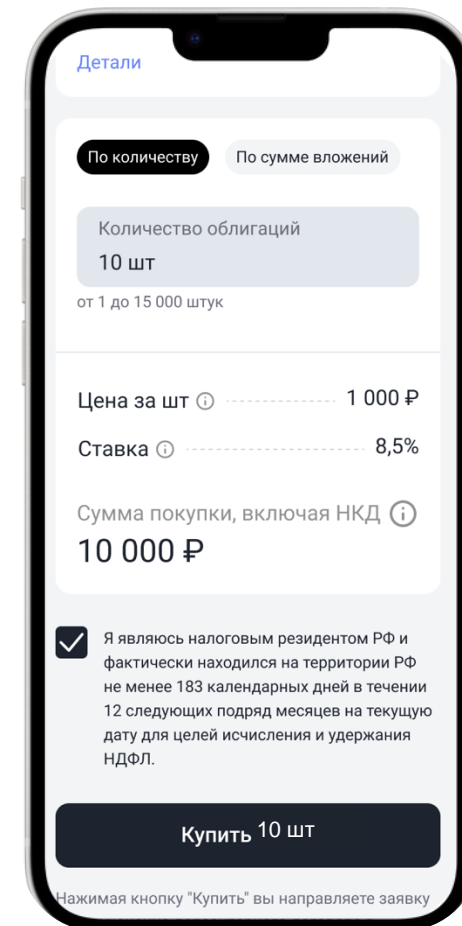 Детали
По количеству По сумме вложений
Количество облигаций
10 шт
от 1 до 15 000 штук
Цена за шт 1 000 ₽
Ставка 8,5%
Сумма покупки, включая НКД
10 000 ₽
Я являюсь налоговым резидентом РФ и
фактически находился на территории РФ
не менее 183 календарных дней в течении
12 следующих подряд месяцев на текущую
дату для целей исчисления и удержания
НДФЛ.
Купить 10 шт
Нажимая кнопку "Купить" вы направляете заявку